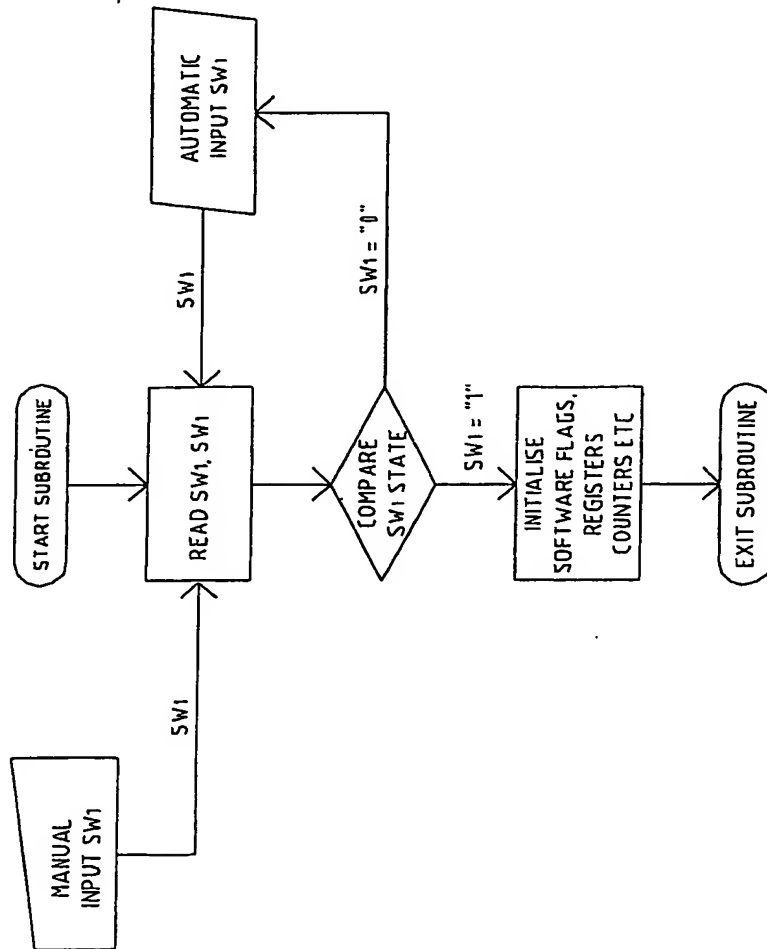 START SUBROUTINE
MANUAL
INPUT SW1
SW1
READ SW1, SW1
SW1
AUTOMATIC
INPUT SW1
COMPARE
SW1 STATE
SW1 = "0"
SW1 = "1"
INITIALISE
SOFTWARE FLAGS,
REGISTERS
COUNTERS ETC
EXIT SUBROUTINE